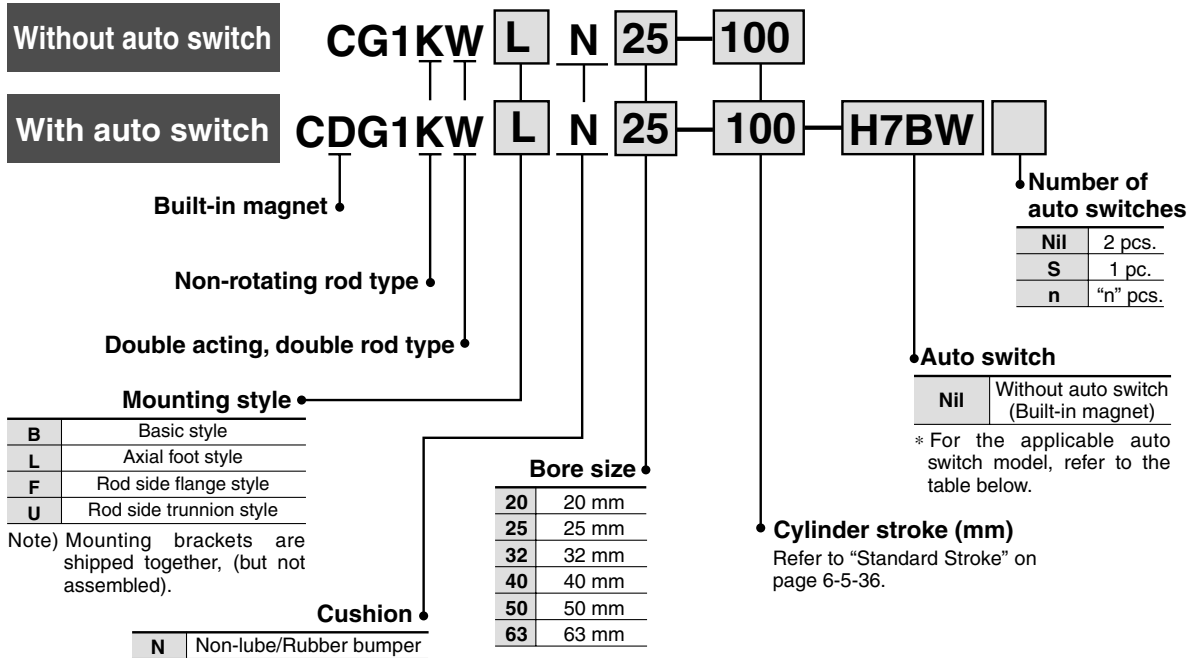 Without auto switch CG1KW L N 25 — 100
With auto switch CDG1KW L N 25 — 100 — H7BW
Built-in magnet
Number of
auto switches
Nil 2 pcs.
S 1 pc.
n “n” pcs.
Non-rotating rod type
Double acting, double rod type
Auto switch
Nil Without auto switch
(Built-in magnet)
* For the applicable auto
switch model, refer to the
table below.
Mounting style
B Basic style
L Axial foot style
F Rod side flange style
U Rod side trunnion style
Note) Mounting brackets are
shipped together, (but not
assembled).
Bore size
20 20 mm
25 25 mm
32 32 mm
40 40 mm
50 50 mm
63 63 mm
Cylinder stroke (mm)
Refer to “Standard Stroke” on
page 6-5-36.
Cushion
N Non-lube/Rubber bumper